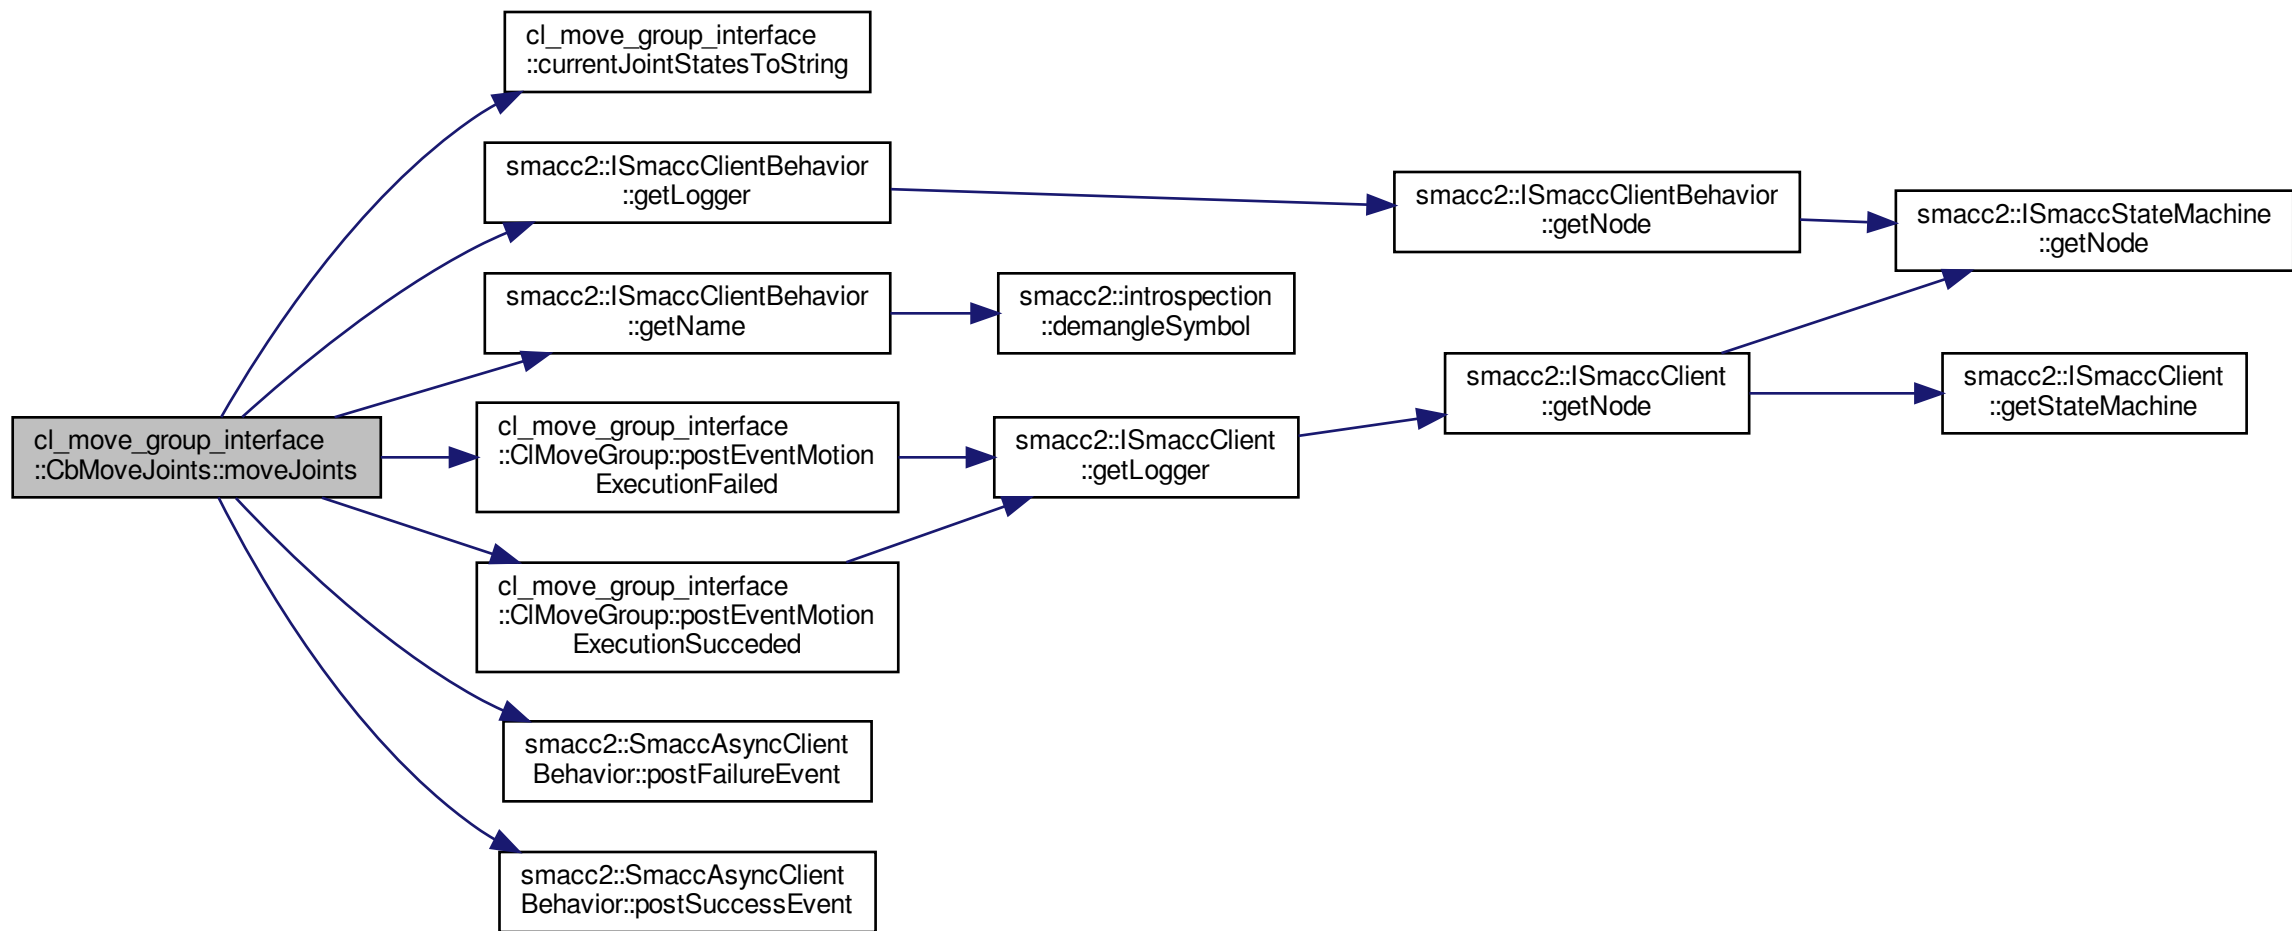 cl_move_group_interface
::currentJointStatesToString
smacc2::ISmaccClientBehavior
::getLogger
smacc2::ISmaccClientBehavior
::getName
cl_move_group_interface
::CbMoveJoints::moveJoints
cl_move_group_interface
::ClMoveGroup::postEventMotion
ExecutionFailed
cl_move_group_interface
::ClMoveGroup::postEventMotion
ExecutionSucceded
smacc2::SmaccAsyncClient
Behavior::postFailureEvent
smacc2::SmaccAsyncClient
Behavior::postSuccessEvent
smacc2::introspection
::demangleSymbol
smacc2::ISmaccClient
::getLogger
smacc2::ISmaccClientBehavior
::getNode
smacc2::ISmaccClient
::getNode
smacc2::ISmaccStateMachine
::getNode
smacc2::ISmaccClient
::getStateMachine